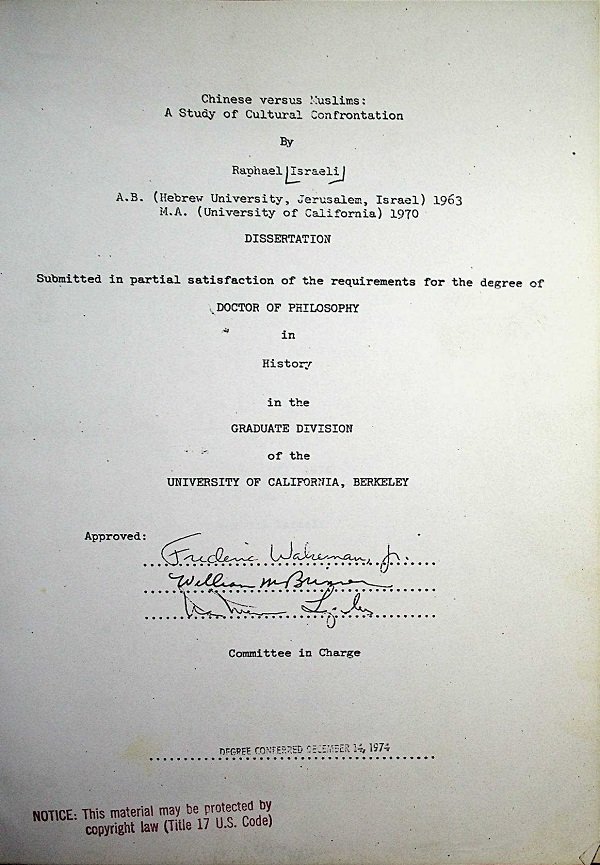 Chinese versus Muslims:
A Study of Cultural Confrontation
By
Raphael Israeli
A.B. (Hebrew University, Jerusalem, Israel) 1963
M.A. (University of California) 1970
DISSERTATION
Submitted in partial satisfaction of the requirements for the degree of
DOCTOR OF PHILOSOPHY
in
History
in the
GRADUATE DIVISION
of the
UNIVERSITY OF CALIFORNIA, BERKELEY
Approved:
Frederic Wakeman, Jr.
William M Brinner
Committee in Charge
DEGREE CONFERRED DECEMBER 14, 1974
NOTICE: This material may be protected by
copyright law (Title 17 U.S. Code)